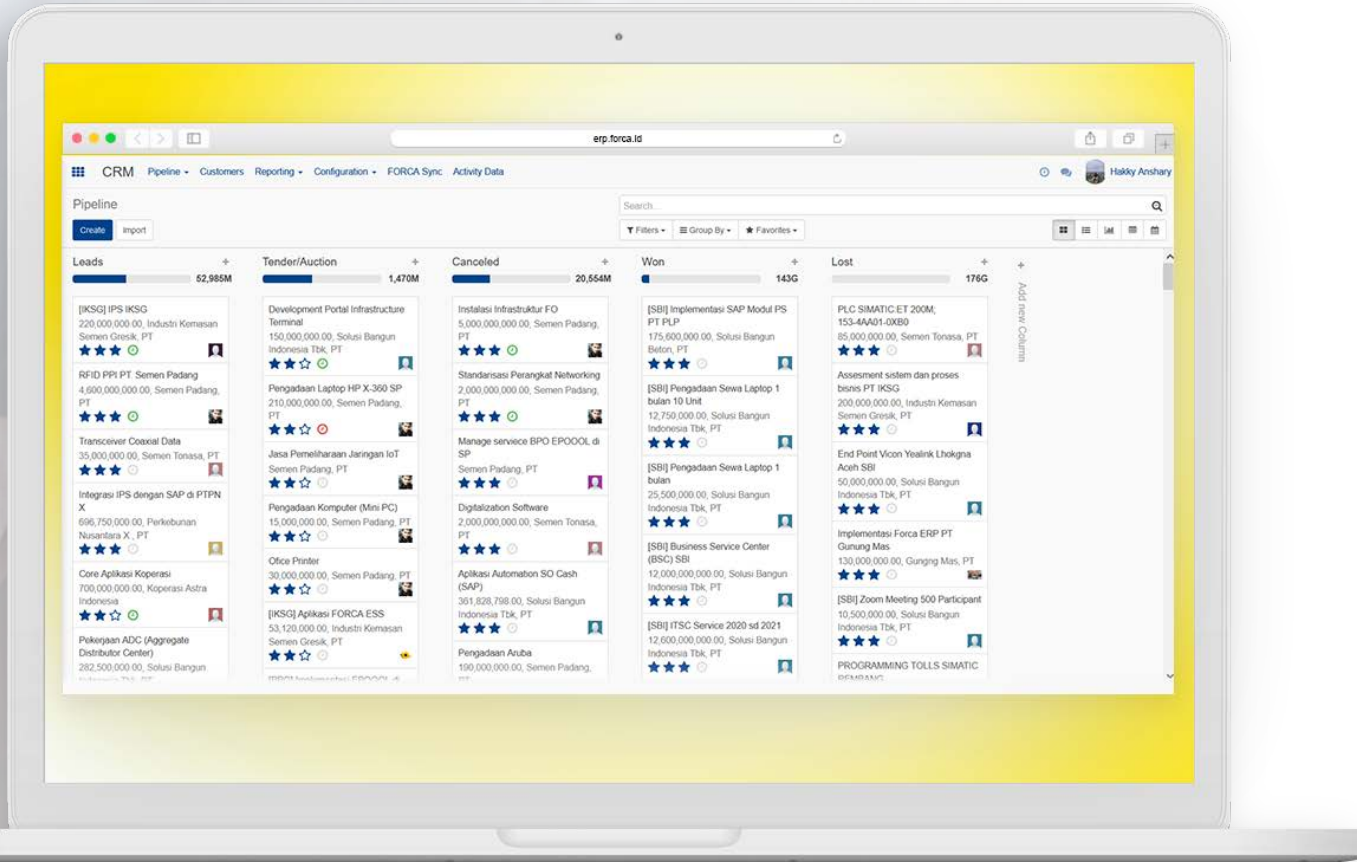 erp.forca.id
CRM Pipeline Customers Reporting Configuration FORCA Sync Activity Data
Hakky Anshary
Pipeline
Search...
Create Import
Filters Group By Favorites
Leads
52,985M
[IKSG] IPS IKSG
220,000,000.00, Industri Kemasan
Semen Gresik, PT
RFID PPI PT. Semen Padang
4,600,000,000.00, Semen Padang,
PT
Transceiver Coaxial Data
35,000,000.00, Semen Tonasa, PT
Integrasi IPS dengan SAP di PTPN
X
696,750,000.00, Perkebunan
Nusantara X , PT
Core Aplikasi Koperasi
700,000,000.00, Koperasi Astra
Indonesia
Pekerjaan ADC (Aggregate
Distributor Center)
282,500,000.00, Solusi Bangun
Tender/Auction
1,470M
Development Portal Infrastructure
Terminal
150,000,000.00, Solusi Bangun
Indonesia Tbk, PT
Pengadaan Laptop HP X-360 SP
210,000,000.00, Semen Padang,
PT
Jasa Pemeliharaan Jaringan IoT
Semen Padang, PT
Pengadaan Komputer (Mini PC)
15,000,000.00, Semen Padang, PT
Ofice Printer
30,000,000.00, Semen Padang, PT
[IKSG] Aplikasi FORCA ESS
53,120,000.00, Industri Kemasan
Semen Gresik, PT
Canceled
20,554M
Instalasi Infrastruktur FO
5,000,000,000.00, Semen Padang,
PT
Standarisasi Perangkat Networking
2,000,000,000.00, Semen Padang,
PT
Manage serviece BPO EPOOOL di
SP
Semen Padang, PT
Digitalization Software
2,000,000,000.00, Semen Tonasa,
PT
Aplikasi Automation SO Cash
(SAP)
361,828,798.00, Solusi Bangun
Indonesia Tbk, PT
Pengadaan Aruba
190,000,000.00, Semen Padang,
Won
143G
[SBI] Implementasi SAP Modul PS
PT PLP
175,600,000.00, Solusi Bangun
Beton, PT
[SBI] Pengadaan Sewa Laptop 1
bulan 10 Unit
12,750,000.00, Solusi Bangun
Indonesia Tbk, PT
[SBI] Pengadaan Sewa Laptop 1
bulan
25,500,000.00, Solusi Bangun
Indonesia Tbk, PT
[SBI] Business Service Center
(BSC) SBI
12,000,000,000.00, Solusi Bangun
Indonesia Tbk, PT
[SBI] ITSC Service 2020 sd 2021
12,600,000,000.00, Solusi Bangun
Indonesia Tbk, PT
Lost
176G
PLC SIMATIC ET 200M;
153-4AA01-0XB0
85,000,000.00, Semen Tonasa, PT
Assesment sistem dan proses
bisnis PT IKSG
200,000,000.00, Industri Kemasan
Semen Gresik, PT
End Point Vicon Yealink Lhokgna
Aceh SBI
50,000,000.00, Solusi Bangun
Indonesia Tbk, PT
Implementasi Forca ERP PT
Gunung Mas
130,000,000.00, Gungng Mas, PT
[SBI] Zoom Meeting 500 Participant
10,500,000.00, Solusi Bangun
Indonesia Tbk, PT
PROGRAMMING TOLLS SIMATIC
Add new Column